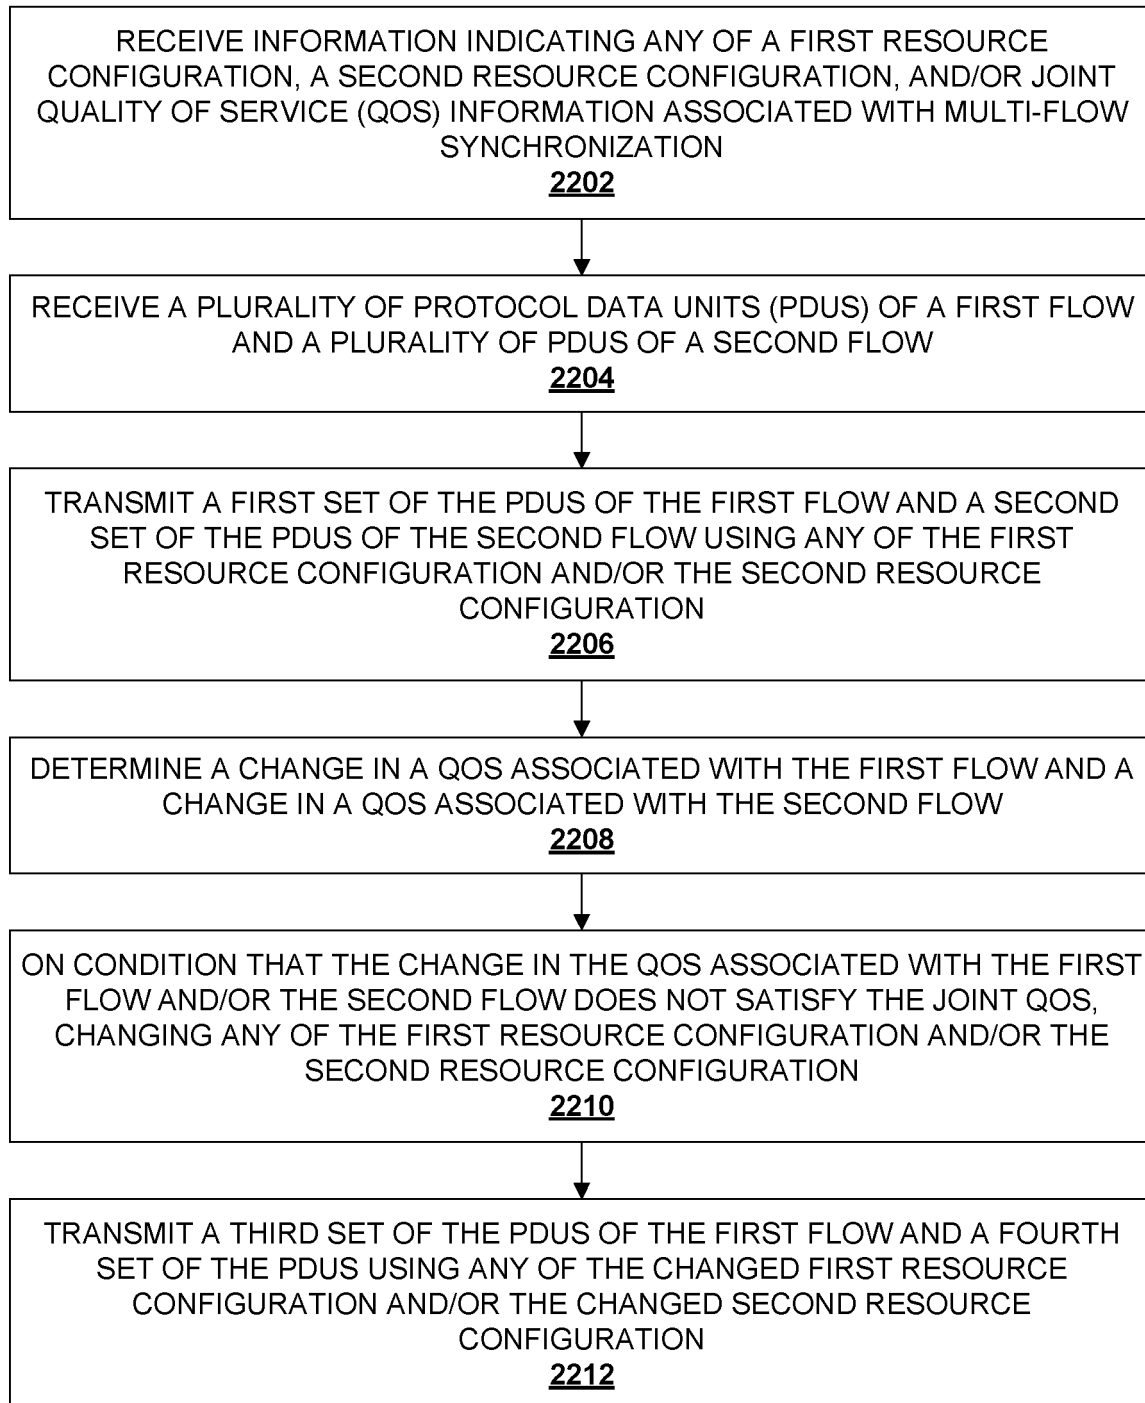 RECEIVE INFORMATION INDICATING ANY OF A FIRST RESOURCE
CONFIGURATION, A SECOND RESOURCE CONFIGURATION, AND/OR JOINT
QUALITY OF SERVICE (QOS) INFORMATION ASSOCIATED WITH MULTI-FLOW
SYNCHRONIZATION
2202
RECEIVE A PLURALITY OF PROTOCOL DATA UNITS (PDUS) OF A FIRST FLOW
AND A PLURALITY OF PDUS OF A SECOND FLOW
2204
TRANSMIT A FIRST SET OF THE PDUS OF THE FIRST FLOW AND A SECOND
SET OF THE PDUS OF THE SECOND FLOW USING ANY OF THE FIRST
RESOURCE CONFIGURATION AND/OR THE SECOND RESOURCE
CONFIGURATION
2206
DETERMINE A CHANGE IN A QOS ASSOCIATED WITH THE FIRST FLOW AND A
CHANGE IN A QOS ASSOCIATED WITH THE SECOND FLOW
2208
ON CONDITION THAT THE CHANGE IN THE QOS ASSOCIATED WITH THE FIRST
FLOW AND/OR THE SECOND FLOW DOES NOT SATISFY THE JOINT QOS,
CHANGING ANY OF THE FIRST RESOURCE CONFIGURATION AND/OR THE
SECOND RESOURCE CONFIGURATION
2210
TRANSMIT A THIRD SET OF THE PDUS OF THE FIRST FLOW AND A FOURTH
SET OF THE PDUS USING ANY OF THE CHANGED FIRST RESOURCE
CONFIGURATION AND/OR THE CHANGED SECOND RESOURCE
CONFIGURATION
2212